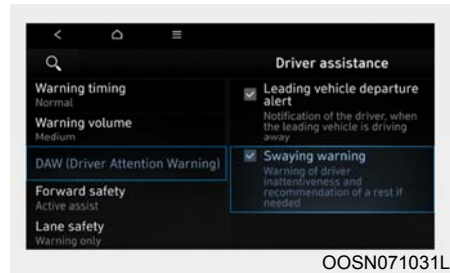 Driver assistance
Warning timing
Normal
Warning volume
Medium
DAW (Driver Attention Warning)
Forward safety
Active assist
Lane safety
Warning only
Leading vehicle departure
alert
Notification of the driver, when
the leading vehicle is driving
away
Swaying warning
Warning of driver
inattentiveness and
recommendation of a rest if
needed
OOSN071031L